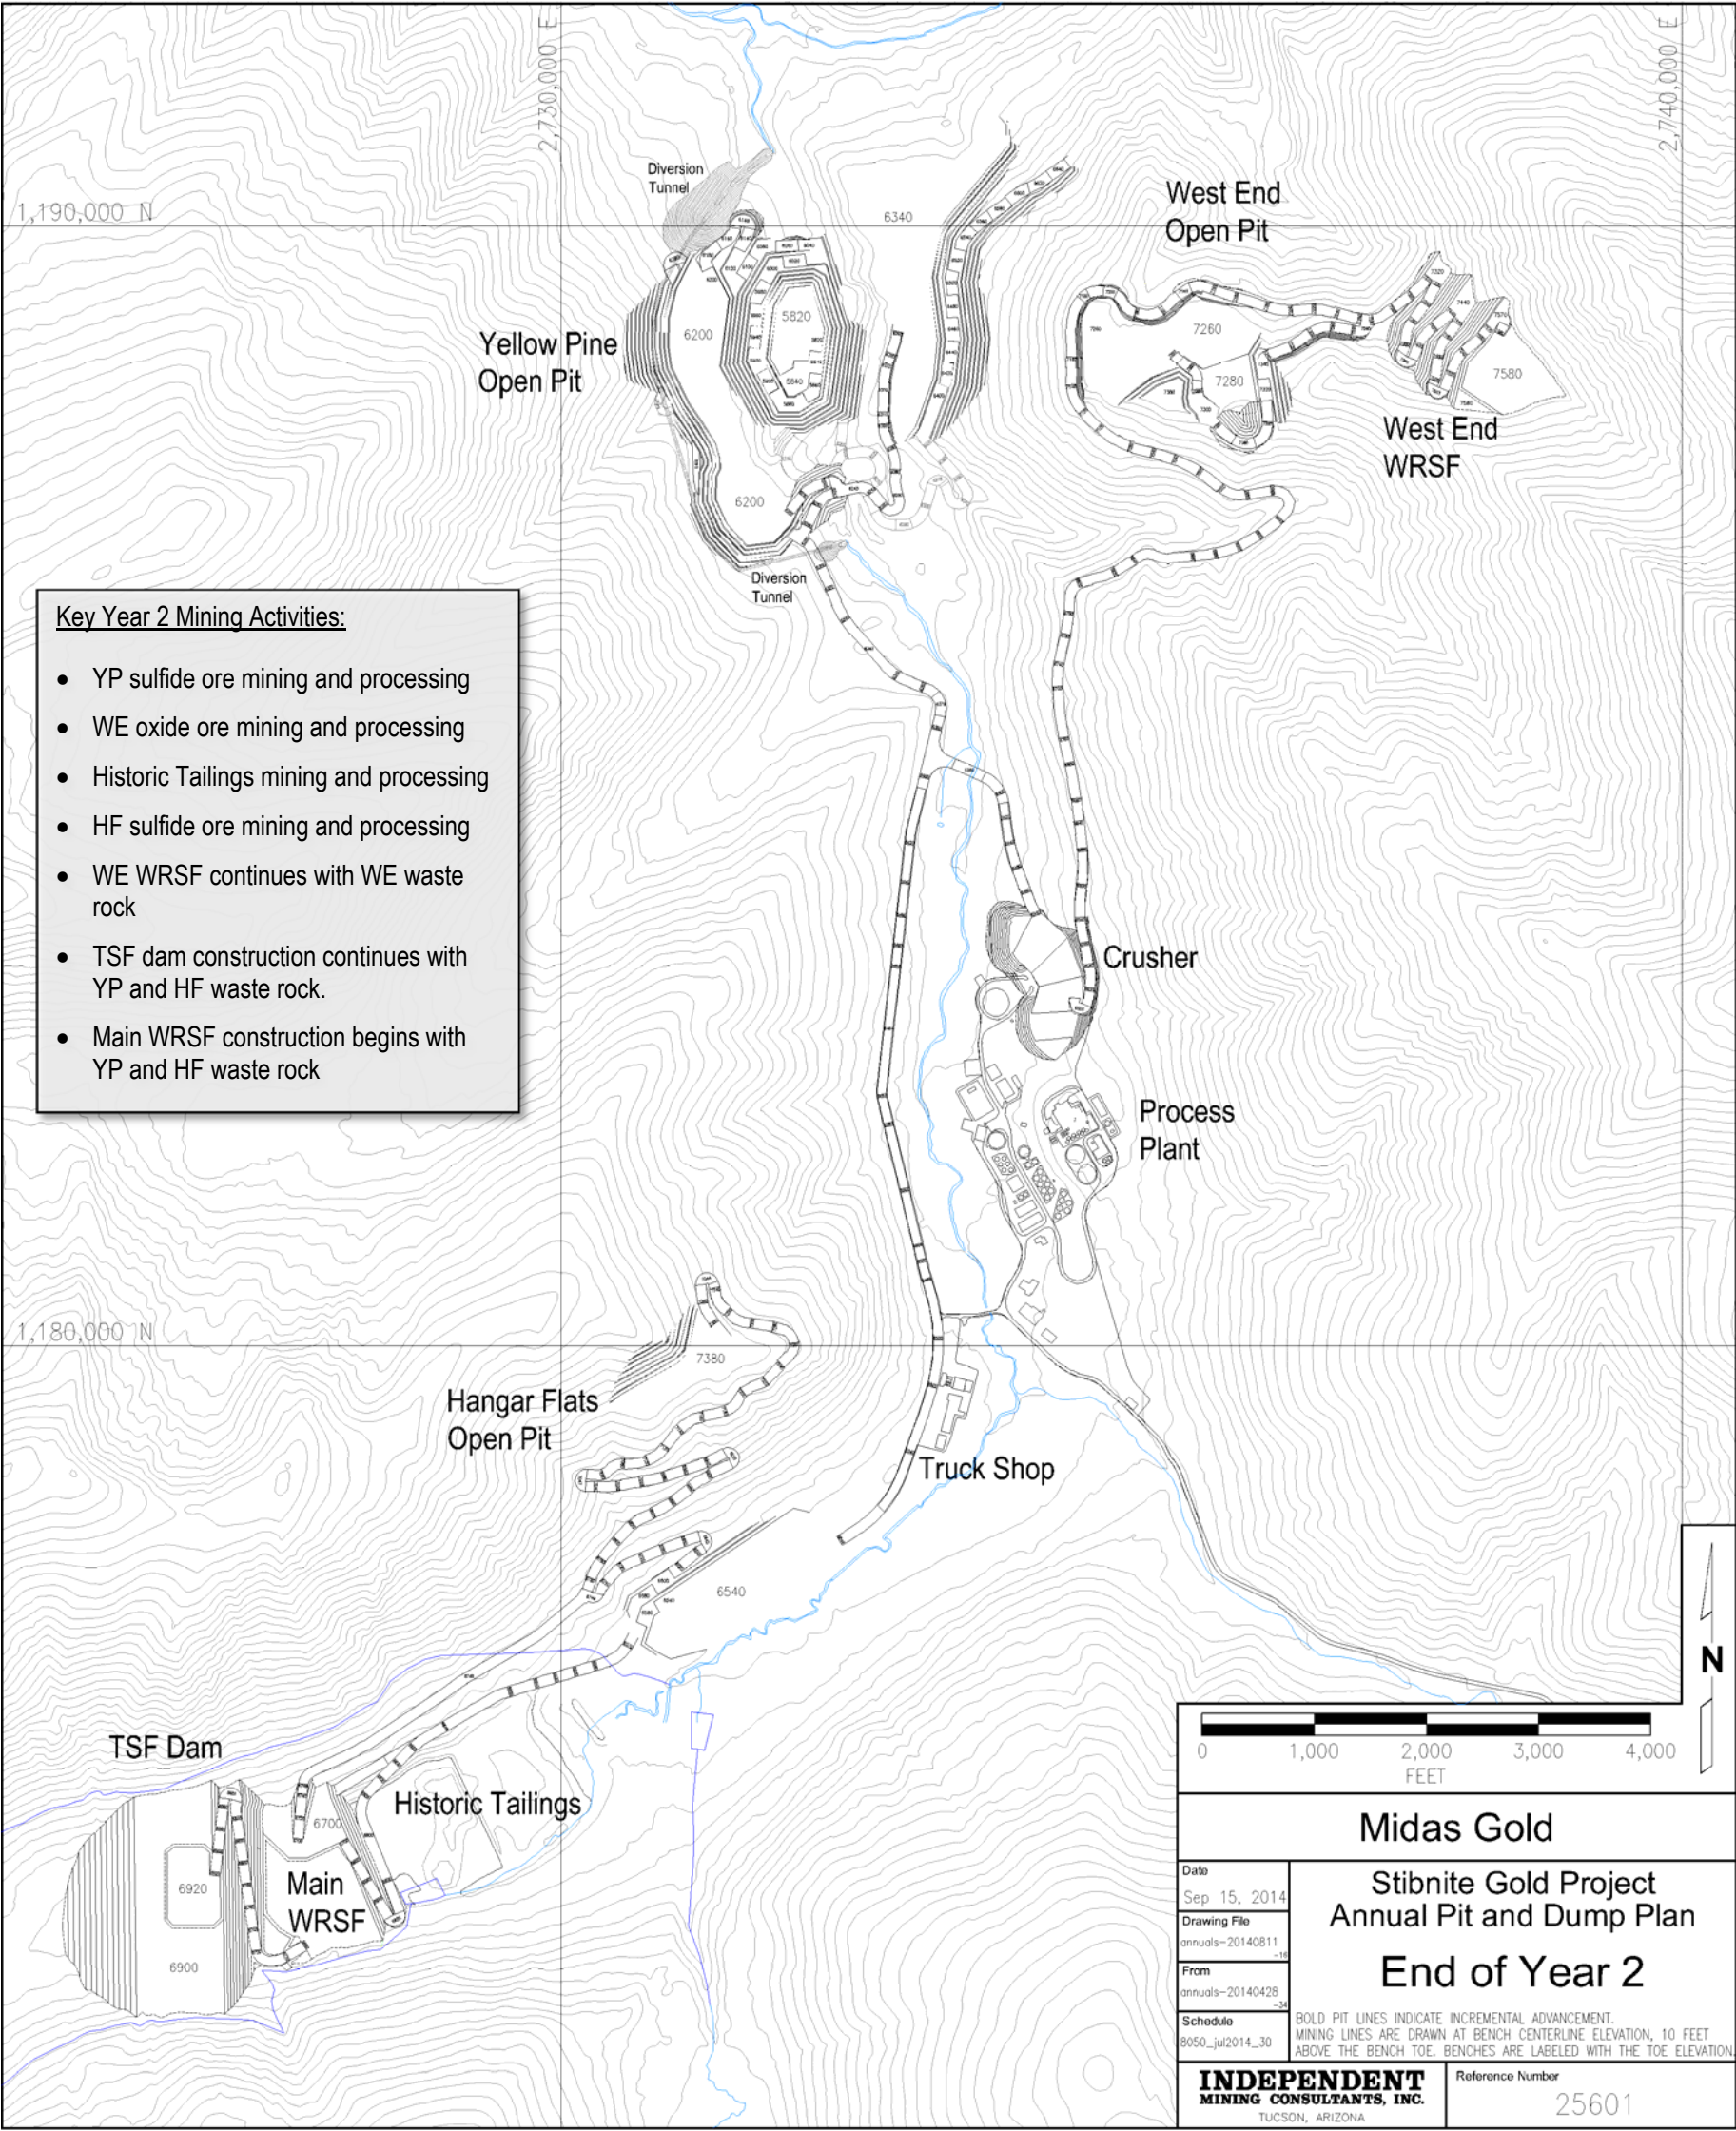 2,730,000 E
2,740,000 E
Diversion
Tunnel
1,190,000 N
6340
West End
Open Pit
Yellow Pine
Open Pit
6200
5820
5840
7260
7280
7320
7440
7570
7580
West End
WRSF
6200
Diversion
Tunnel
Key Year 2 Mining Activities:
• YP sulfide ore mining and processing
• WE oxide ore mining and processing
• Historic Tailings mining and processing
• HF sulfide ore mining and processing
• WE WRSF continues with WE waste
rock
• TSF dam construction continues with
YP and HF waste rock.
• Main WRSF construction begins with
YP and HF waste rock
Crusher
Process
Plant
1,180,000 N
7380
Hangar Flats
Open Pit
Truck Shop
6540
TSF Dam
Historic Tailings
6700
6920
Main
WRSF
6900
N
0 1,000 2,000 3,000 4,000
FEET
Midas Gold
Date
Sep 15, 2014
Drawing File
annuals-20140811
-16
From
annuals-20140428
-34
Schedule
8050_jul2014_30
Stibnite Gold Project
Annual Pit and Dump Plan
End of Year 2
BOLD PIT LINES INDICATE INCREMENTAL ADVANCEMENT.
MINING LINES ARE DRAWN AT BENCH CENTERLINE ELEVATION, 10 FEET
ABOVE THE BENCH TOE. BENCHES ARE LABELED WITH THE TOE ELEVATION.
INDEPENDENT
MINING CONSULTANTS, INC.
TUCSON, ARIZONA
Reference Number
25601